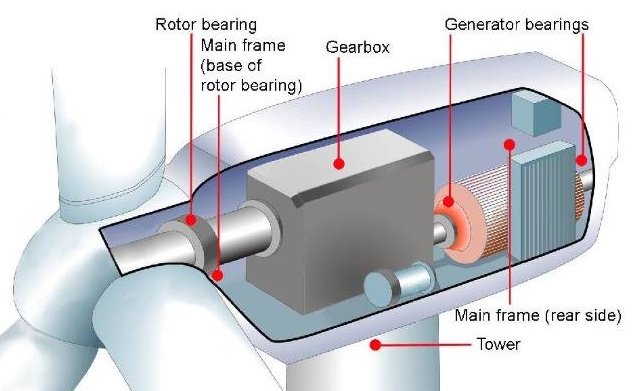 Rotor bearing
Main frame
(base of
rotor bearing)
Gearbox
Generator bearings
Main frame (rear side)
Tower